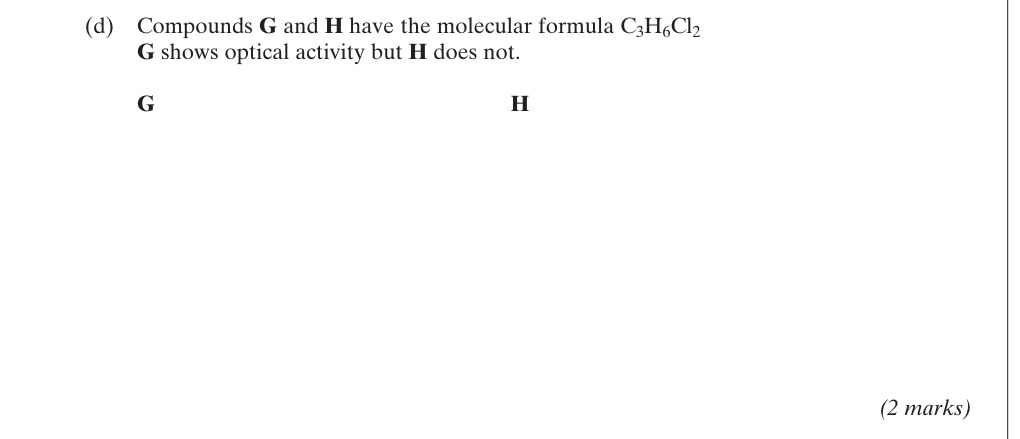 (d) Compounds G and H have the molecular formula C₃H₆Cl₂
G shows optical activity but H does not.
G H
(2 marks)